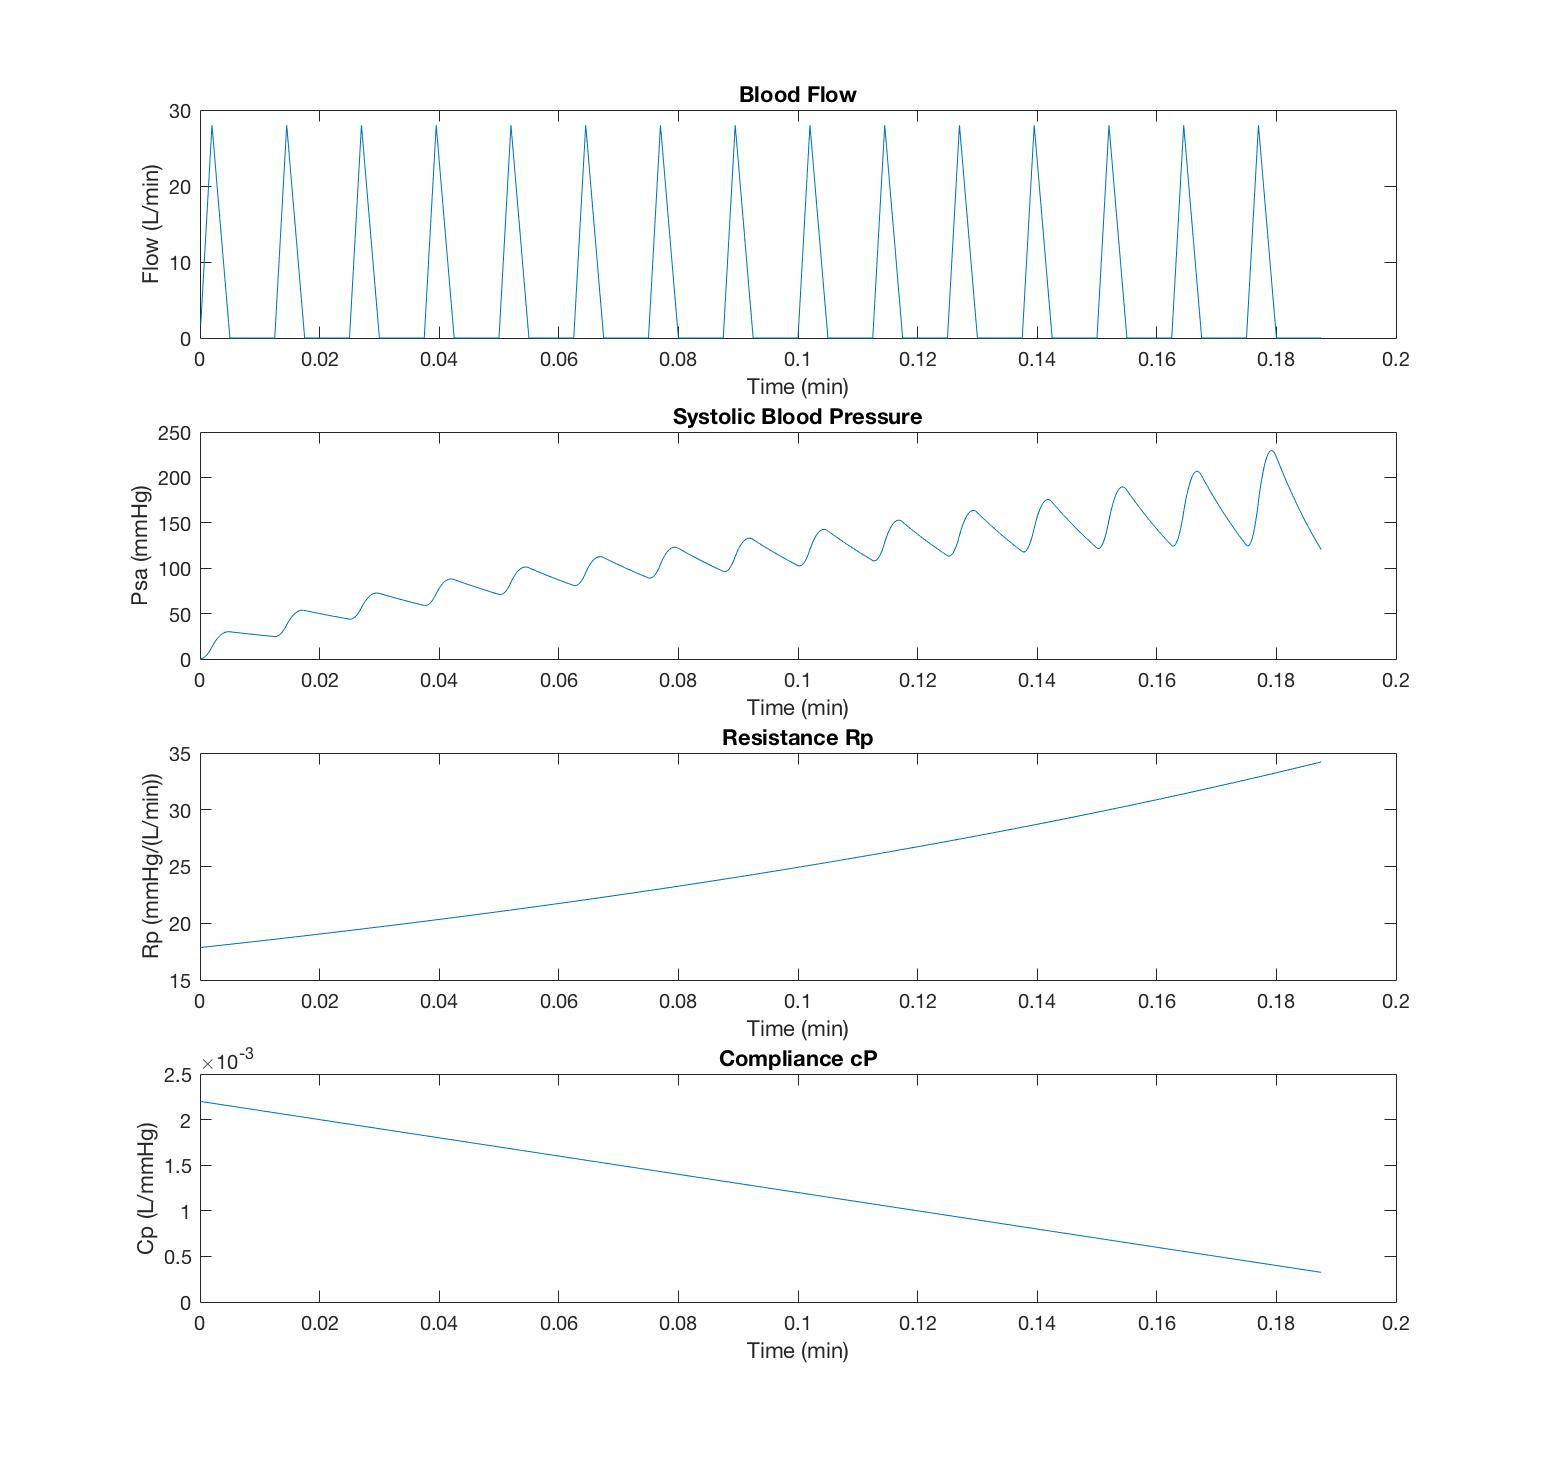 Blood Flow
30
20
10
0
Flow (L/min)
0 0.02 0.04 0.06 0.08 0.1 0.12 0.14 0.16 0.18 0.2
Time (min)
Systolic Blood Pressure
250
200
150
100
50
0
Psa (mmHg)
0 0.02 0.04 0.06 0.08 0.1 0.12 0.14 0.16 0.18 0.2
Time (min)
Resistance Rp
35
30
25
20
15
Rp (mmHg/(L/min))
0 0.02 0.04 0.06 0.08 0.1 0.12 0.14 0.16 0.18 0.2
Time (min)
Compliance cP
×10-3
2.5
2
1.5
1
0.5
0
Cp (L/mmHg)
0 0.02 0.04 0.06 0.08 0.1 0.12 0.14 0.16 0.18 0.2
Time (min)